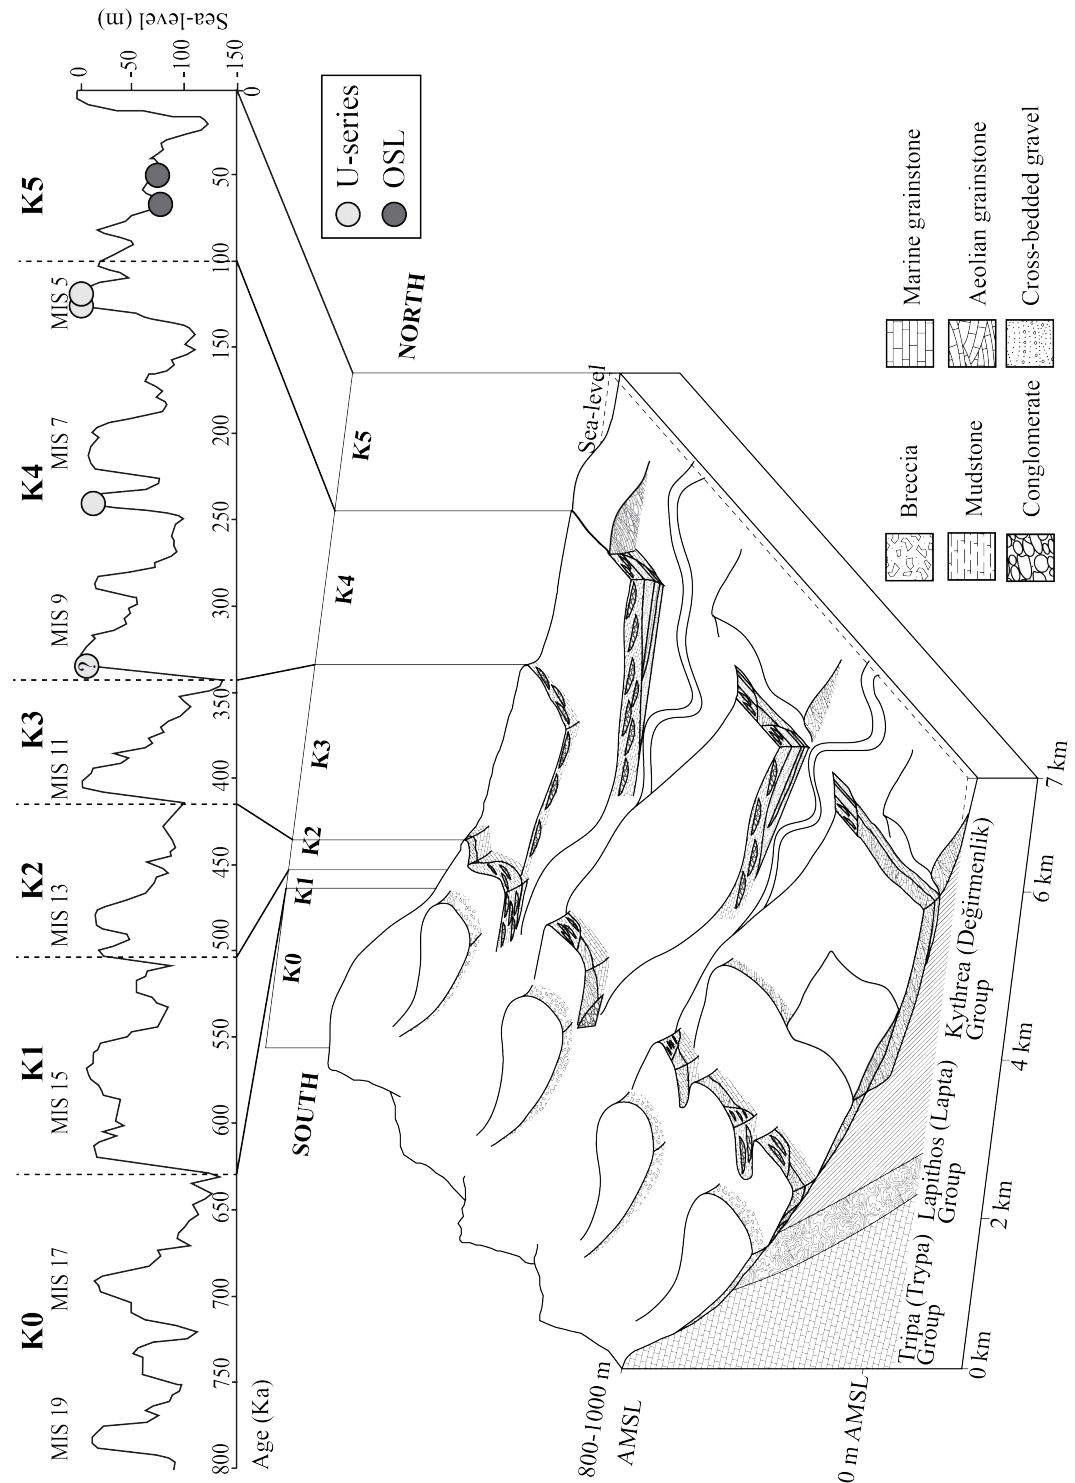 K0
K1
K2
K3
K4
K5
MIS 19
MIS 17
MIS 15
MIS 13
MIS 11
MIS 9
MIS 7
MIS 5
?
0
-50
-100
-150
Sea-level (m)
800
750
700
650
600
550
500
450
400
350
300
250
200
150
100
50
0
Age (Ka)
U-series
OSL
SOUTH
K0
K1
K2
K3
K4
K5
NORTH
Sea-level
800-1000 m
AMSL
0 m AMSL
Tripa (Trypa)
Group
Lapithos (Lapta)
Group
Kythrea (Değirmenlik)
Group
0 km
2 km
4 km
6 km
7 km
Breccia
Marine grainstone
Mudstone
Aeolian grainstone
Conglomerate
Cross-bedded gravel